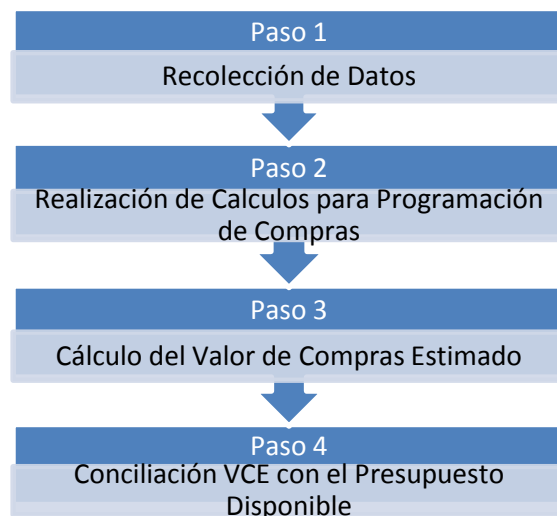 Paso 1
Recolección de Datos
Paso 2
Realización de Calculos para Programación
de Compras
Paso 3
Cálculo del Valor de Compras Estimado
Paso 4
Conciliación VCE con el Presupuesto
Disponible